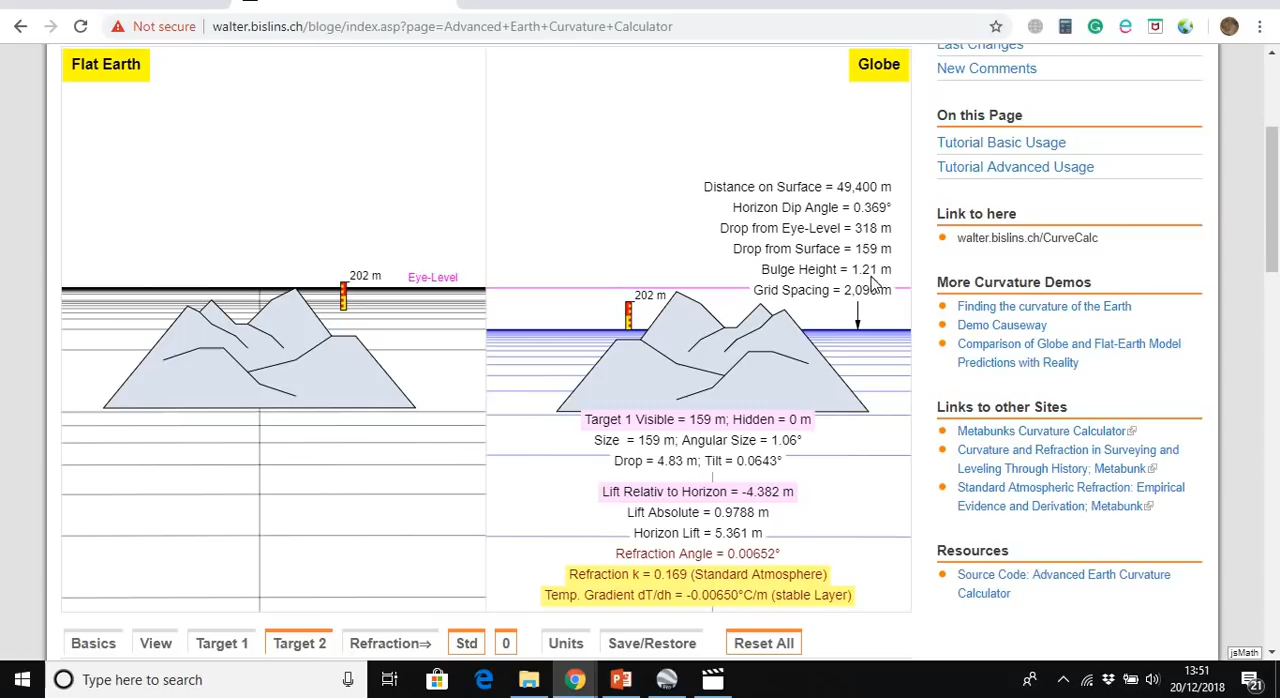 Not secure
walter.bislins.ch/bloge/index.asp?page=Advanced+Earth+Curvature+Calculator
Flat Earth
Globe
Distance on Surface = 49,400 m
Horizon Dip Angle = 0.369°
Drop from Eye-Level = 318 m
Drop from Surface = 159 m
Bulge Height = 1.21 m
Grid Spacing = 2,09 m
202 m
Eye-Level
202 m
Target 1 Visible = 159 m; Hidden = 0 m
Size = 159 m; Angular Size = 1.06°
Drop = 4.83 m; Tilt = 0.0643°
Lift Relativ to Horizon = -4.382 m
Lift Absolute = 0.9788 m
Horizon Lift = 5.361 m
Refraction Angle = 0.00652°
Refraction k = 0.169 (Standard Atmosphere)
Temp. Gradient dT/dh = -0.00650°C/m (stable Layer)
Basics
View
Target 1
Target 2
Refraction⇒
Std
0
Units
Save/Restore
Reset All
Last Changes
New Comments
On this Page
Tutorial Basic Usage
Tutorial Advanced Usage
Link to here
walter.bislins.ch/CurveCalc
More Curvature Demos
Finding the curvature of the Earth
Demo Causeway
Comparison of Globe and Flat-Earth Model
Predictions with Reality
Links to other Sites
Metabunks Curvature Calculator
Curvature and Refraction in Surveying and
Leveling Through History; Metabunk
Standard Atmospheric Refraction: Empirical
Evidence and Derivation; Metabunk
Resources
Source Code: Advanced Earth Curvature
Calculator
jsMath
Type here to search
13:51
20/12/2018
21